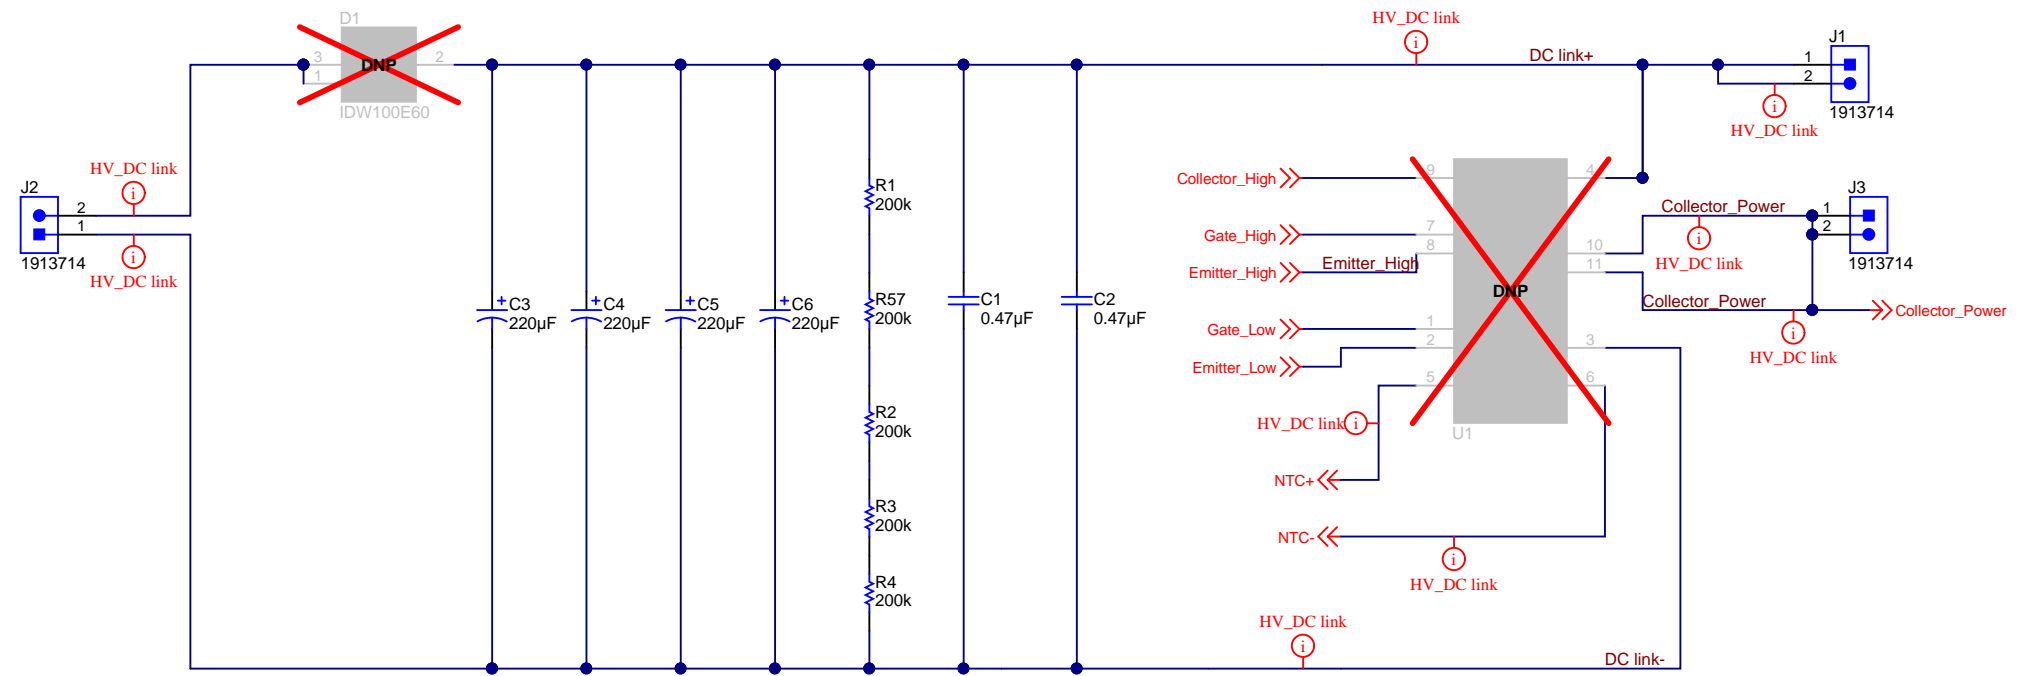 D1
3
1
DNP
2
IDW100E60
HV_DC link
i
DC link+
J1
1
2
i
HV_DC link
1913714
HV_DC link
i
J2
2
1
1913714
i
HV_DC link
+
C3
220µF
+
C4
220µF
+
C5
220µF
+
C6
220µF
R1
200k
R57
200k
R2
200k
R3
200k
R4
200k
C1
0.47µF
C2
0.47µF
Collector_High
9
Gate_High
7
8
Emitter_High
Emitter_High
Gate_Low
1
2
Emitter_Low
5
HV_DC link
i
NTC+
NTC-
i
HV_DC link
DNP
U1
4
10
11
3
6
Collector_Power
i
HV_DC link
J3
1
2
1913714
Collector_Power
Collector_Power
i
HV_DC link
HV_DC link
i
DC link-